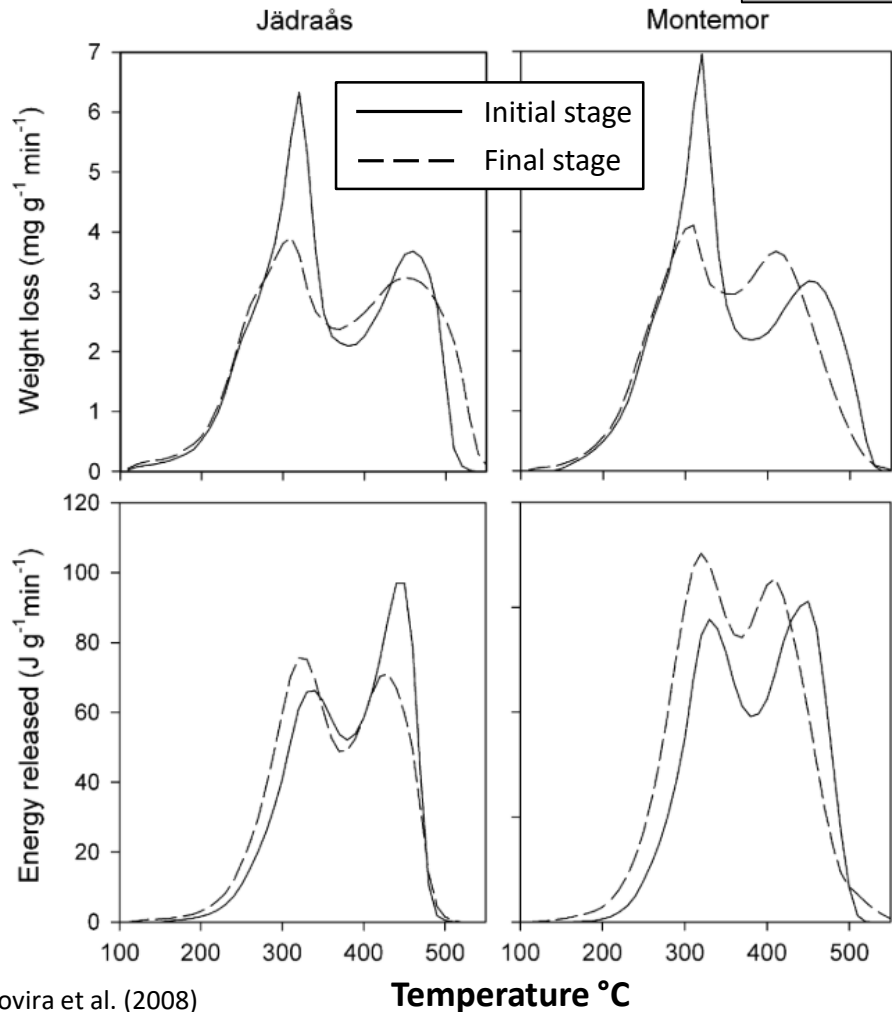 Jädraås
Montemor
Weight loss (mg g⁻¹ min⁻¹)
7
6
5
4
3
2
1
0
Initial stage
Final stage
Energy released (J g⁻¹min⁻¹)
120
100
80
60
40
20
0
100 200 300 400 500
100 200 300 400 500
ovira et al. (2008)
Temperature °C